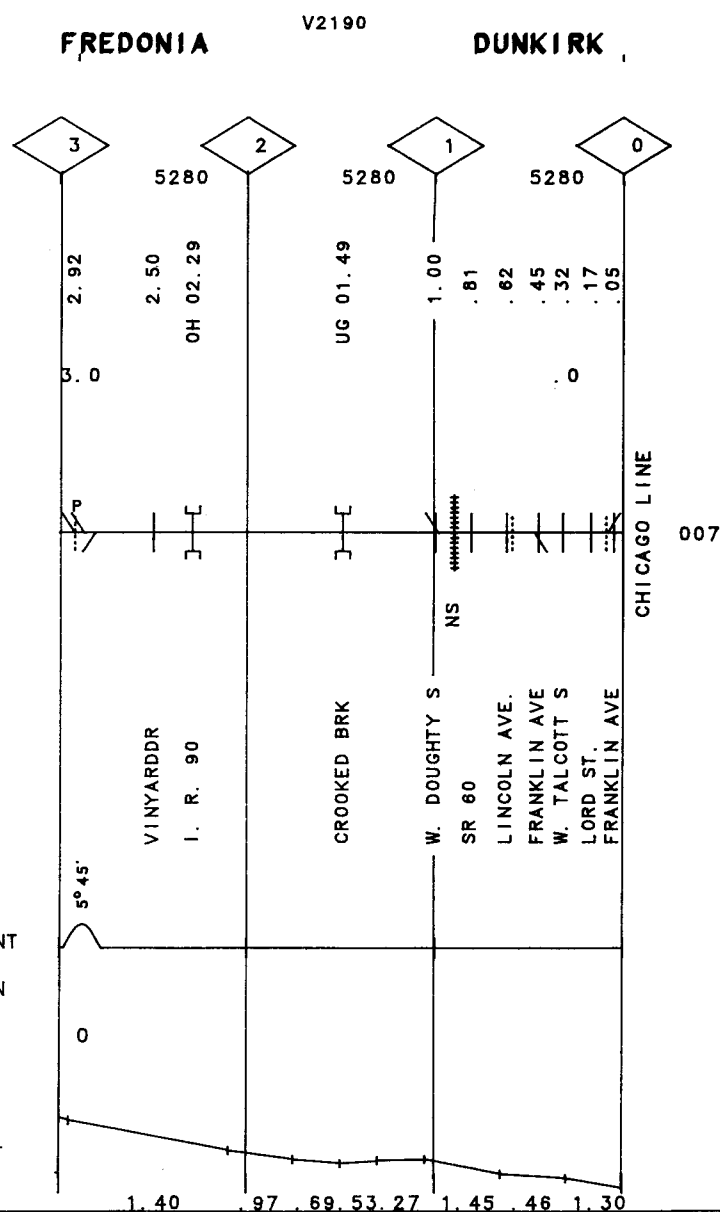 V2190
FREDONIA DUNKIRK
3 2 1 0
5280 5280 5280
2.92
2.50
OH 02.29
UG 01.49
1.00
.81
.62
.45
.32
.17
.05
3.0 .0
P
CHICAGO LINE
007
NS
VINYARDDR
I. R. 90
CROOKED BRK
W. DOUGHTY S
SR 60
LINCOLN AVE.
FRANKLIN AVE
W. TALCOTT S
LORD ST.
FRANKLIN AVE
5°45'
NT
N
0
1.40 .97 .69 .53 .27 1.45 .46 1.30